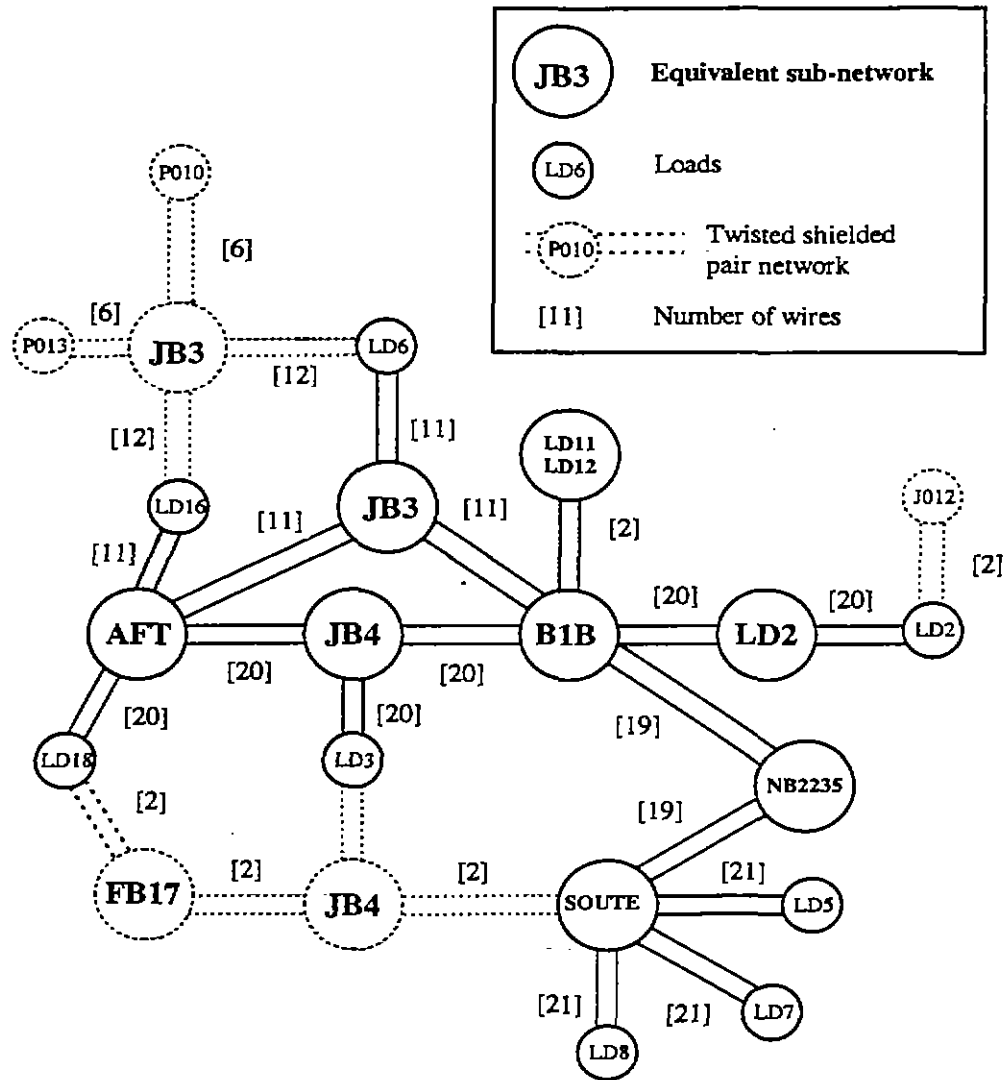 JB3 Equivalent sub-network
LD6 Loads
P010 Twisted shielded
pair network
[11] Number of wires
P010
[6]
[6]
P013
JB3
LD6
[12]
[12]
[11]
LD11
LD12
LD16
[11]
JB3
[11]
[2]
J012
[11]
[2]
AFT
JB4
B1B
[20]
LD2
[20]
LD2
[20]
[20]
[20]
[20]
[19]
LD18
LD3
NB2235
[2]
[19]
FB17
[2]
JB4
[2]
SOUTE
[21]
LD5
[21]
[21]
LD7
LD8